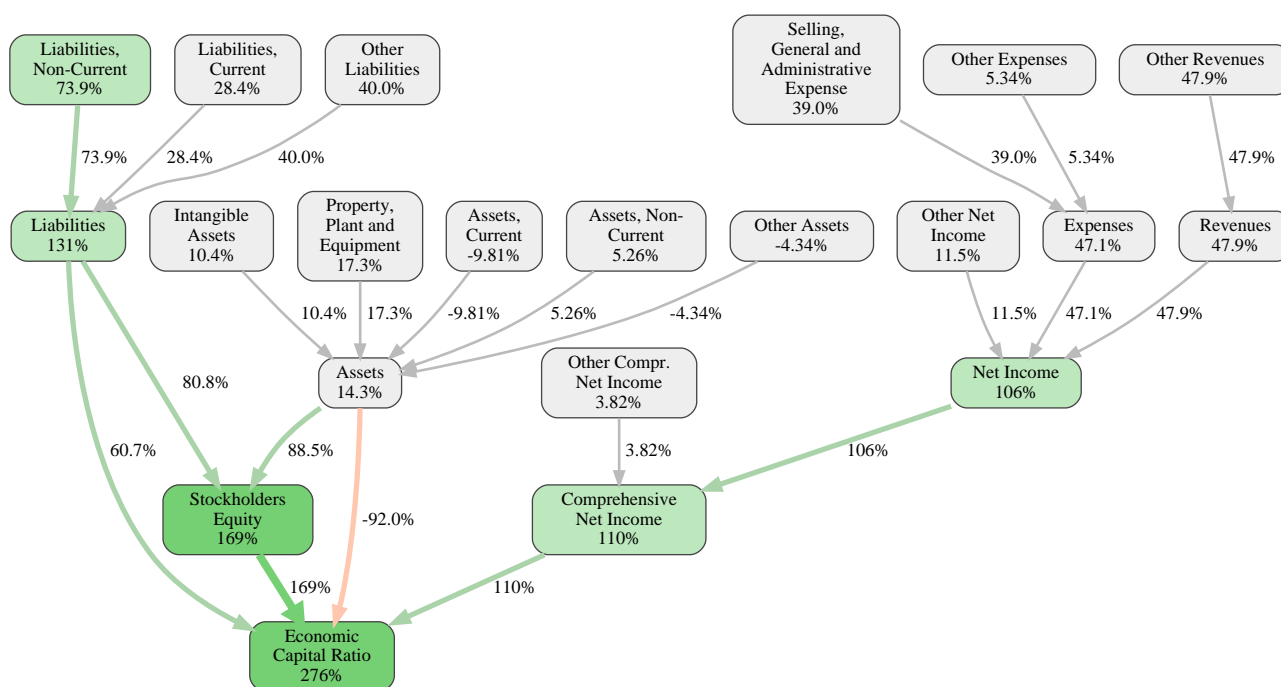 Liabilities,
Non-Current
73.9%
Liabilities,
Current
28.4%
Other
Liabilities
40.0%
Selling,
General and
Administrative
Expense
39.0%
Other Expenses
5.34%
Other Revenues
47.9%
73.9%
28.4%
40.0%
39.0%
5.34%
47.9%
Liabilities
131%
Intangible
Assets
10.4%
Property,
Plant and
Equipment
17.3%
Assets,
Current
-9.81%
Assets, Non-
Current
5.26%
Other Assets
-4.34%
Other Net
Income
11.5%
Expenses
47.1%
Revenues
47.9%
10.4%
17.3%
-9.81%
5.26%
-4.34%
11.5%
47.1%
47.9%
Assets
14.3%
Other Compr.
Net Income
3.82%
Net Income
106%
80.8%
60.7%
88.5%
-92.0%
3.82%
106%
Stockholders
Equity
169%
Comprehensive
Net Income
110%
169%
110%
Economic
Capital Ratio
276%